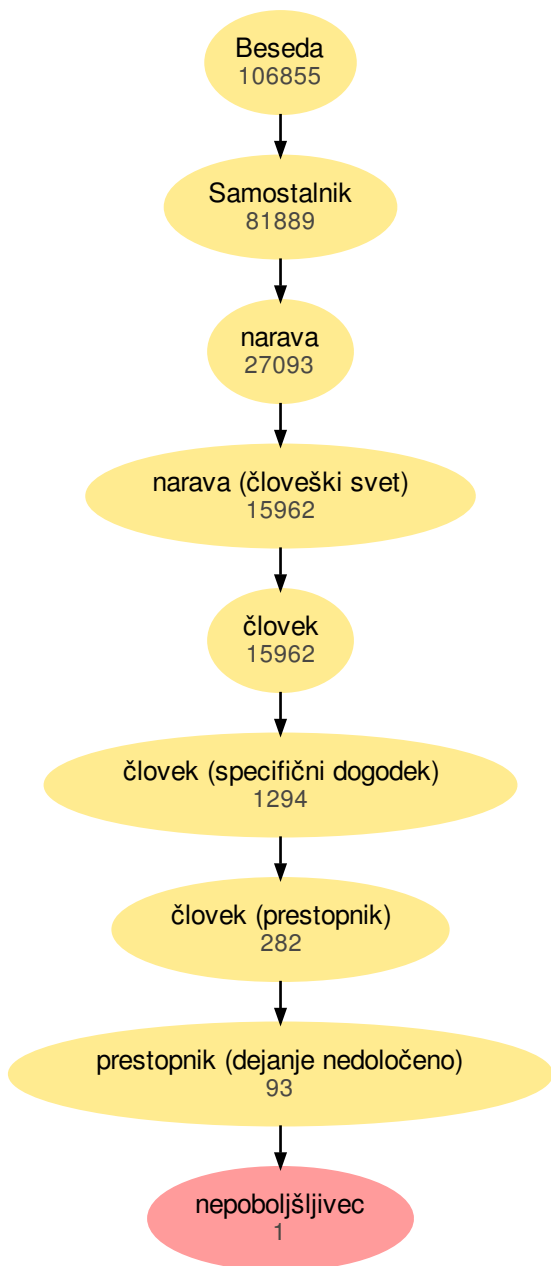 Beseda
106855
Samostalnik
81889
narava
27093
narava (človeški svet)
15962
človek
15962
človek (specifični dogodek)
1294
človek (prestopnik)
282
prestopnik (dejanje nedoločeno)
93
nepoboljšljivec
1